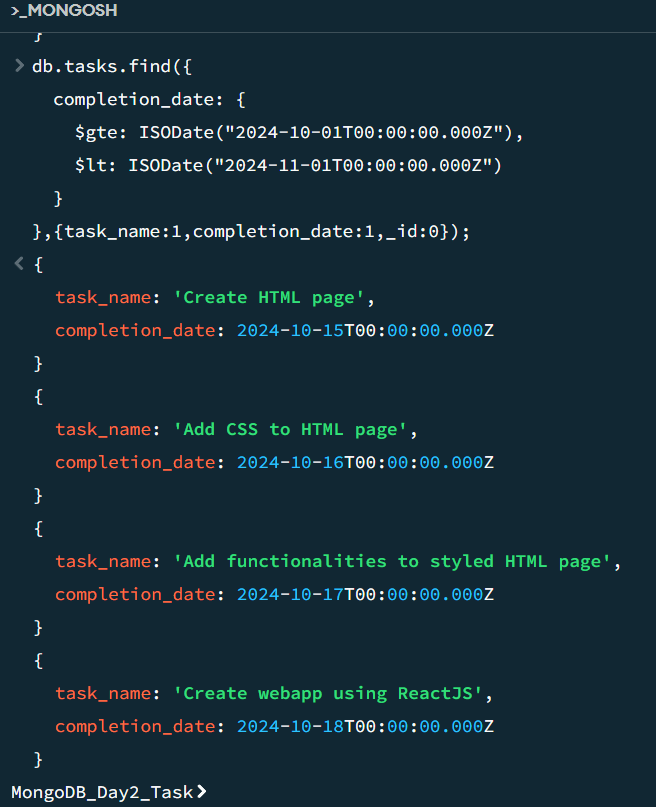 >_MONGOSH
}
> db.tasks.find({
completion_date: {
$gte: ISODate("2024-10-01T00:00:00.000Z"),
$lt: ISODate("2024-11-01T00:00:00.000Z")
}
},{task_name:1,completion_date:1,_id:0});
< {
task_name: 'Create HTML page',
completion_date: 2024-10-15T00:00:00.000Z
}
{
task_name: 'Add CSS to HTML page',
completion_date: 2024-10-16T00:00:00.000Z
}
{
task_name: 'Add functionalities to styled HTML page',
completion_date: 2024-10-17T00:00:00.000Z
}
{
task_name: 'Create webapp using ReactJS',
completion_date: 2024-10-18T00:00:00.000Z
}
MongoDB_Day2_Task>